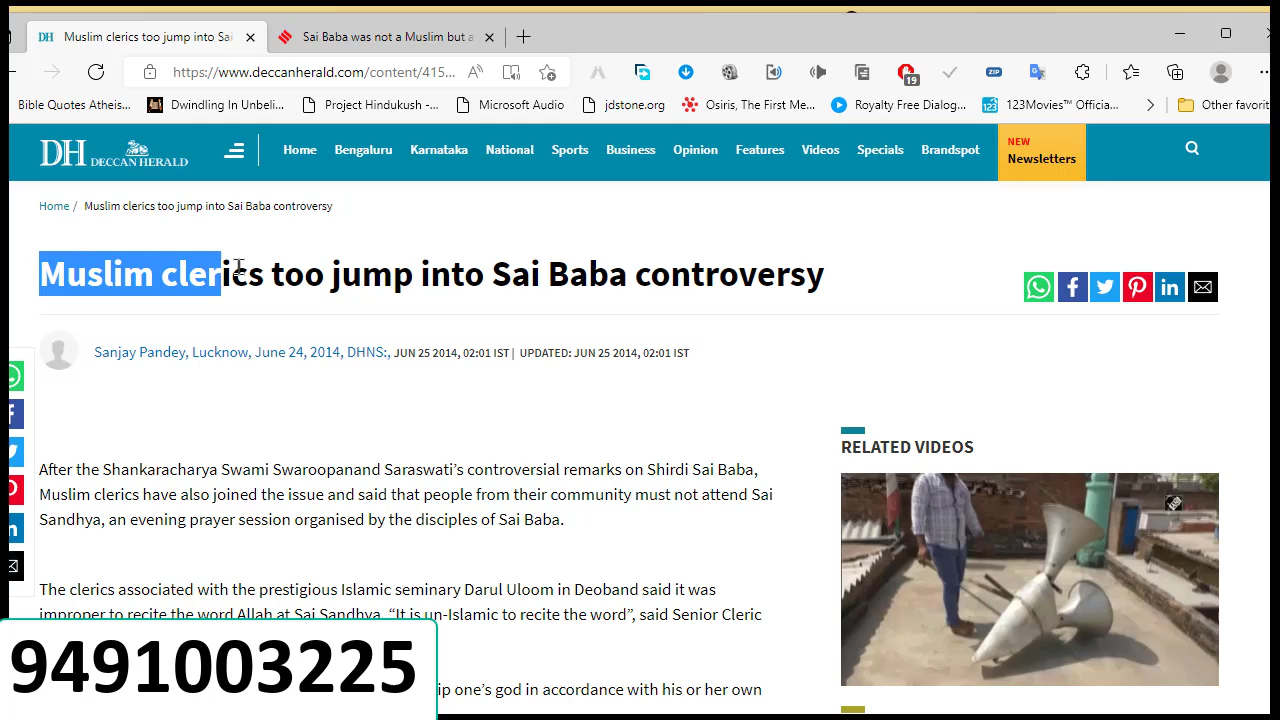 DH Muslim clerics too jump into Sai
Sai Baba was not a Muslim but a
https://www.deccanherald.com/content/415...
19
ZIP
Bible Quotes Atheis...
Dwindling In Unbeli...
Project Hindukush -...
Microsoft Audio
jdstone.org
Osiris, The First Me...
Royalty Free Dialog...
123Movies™ Officia...
Other favorit
DH DECCAN HERALD
Home Bengaluru Karnataka National Sports Business Opinion Features Videos Specials Brandspot
NEW
Newsletters
Home / Muslim clerics too jump into Sai Baba controversy
Muslim clerics too jump into Sai Baba controversy
Sanjay Pandey, Lucknow, June 24, 2014, DHNS:, JUN 25 2014, 02:01 IST | UPDATED: JUN 25 2014, 02:01 IST
After the Shankaracharya Swami Swaroopanand Saraswati’s controversial remarks on Shirdi Sai Baba,
Muslim clerics have also joined the issue and said that people from their community must not attend Sai
Sandhya, an evening prayer session organised by the disciples of Sai Baba.
RELATED VIDEOS
The clerics associated with the prestigious Islamic seminary Darul Uloom in Deoband said it was
improper to recite the word Allah at Sai Sandhya. “It is un-Islamic to recite the word”, said Senior Cleric
ip one’s god in accordance with his or her own
9491003225